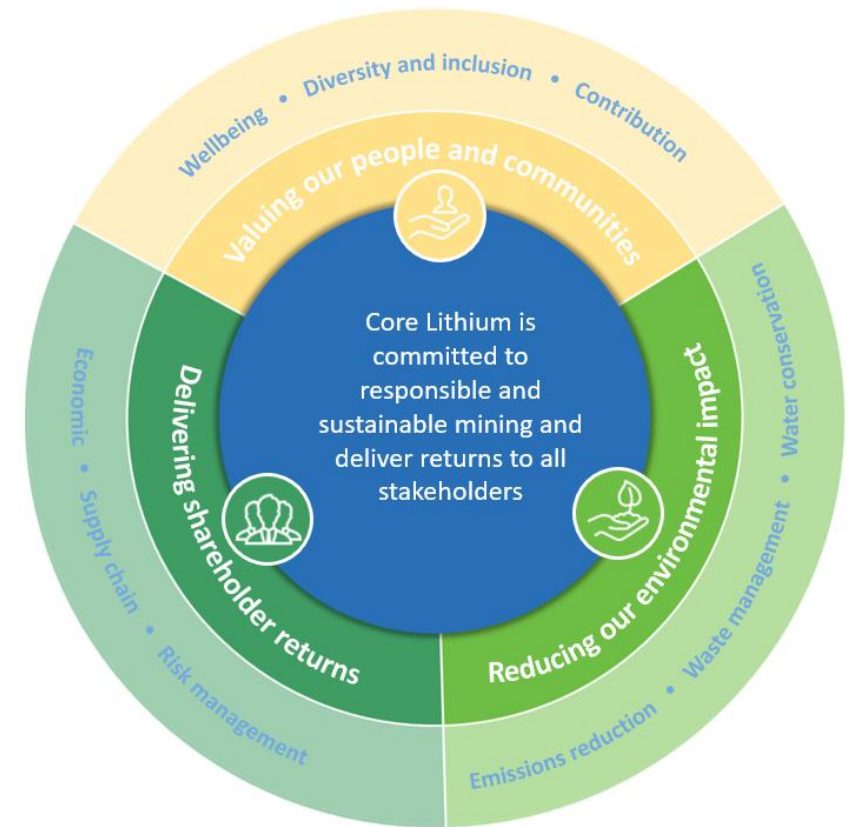 Wellbeing • Diversity and inclusion • Contribution
Valuing our people and communities
Core Lithium is
committed to
responsible and
sustainable mining and
deliver returns to all
stakeholders
Delivering shareholder returns
Economic • Supply chain • Risk management
Reducing our environmental impact
Emissions reduction • Waste management • Water conservation